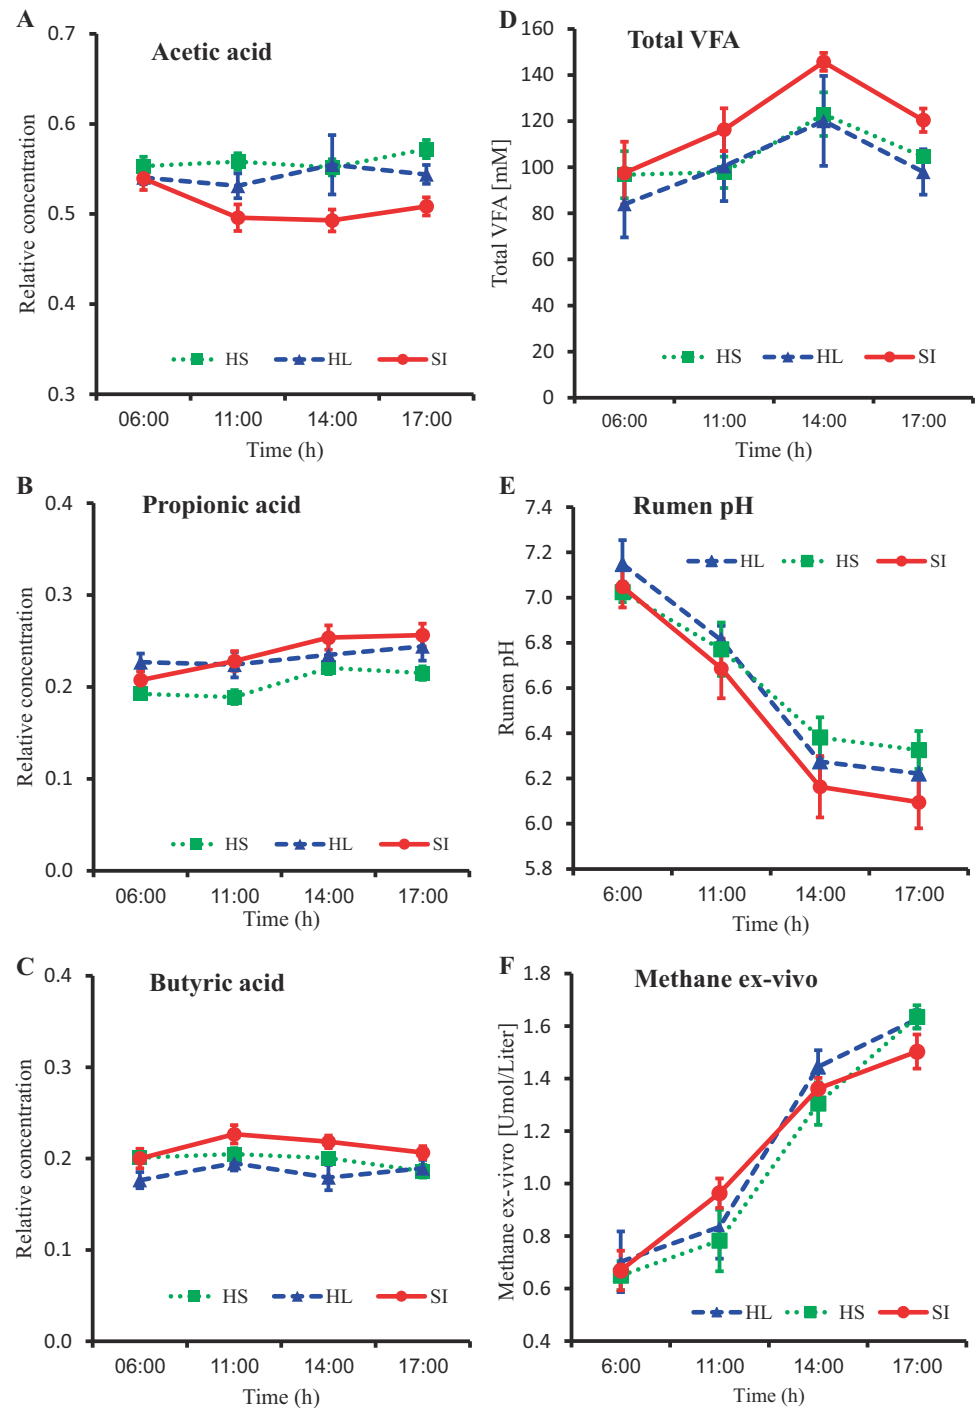 A
Acetic acid
Relative concentration
0.7
0.6
0.5
0.4
0.3
HS HL SI
06:00 11:00 14:00 17:00
Time (h)
B
Propionic acid
Relative concentration
0.4
0.3
0.2
0.1
0.0
HS HL SI
06:00 11:00 14:00 17:00
Time (h)
C
Butyric acid
Relative concentration
0.4
0.3
0.2
0.1
0.0
HS HL SI
06:00 11:00 14:00 17:00
Time (h)
D
Total VFA
Total VFA [mM]
160
140
120
100
80
60
40
20
0
HS HL SI
06:00 11:00 14:00 17:00
Time (h)
E
Rumen pH
Rumen pH
7.4
7.2
7.0
6.8
6.6
6.4
6.2
6.0
5.8
HL HS SI
6:00 11:00 14:00 17:00
Time (h)
F
Methane ex-vivo
Methane ex-vivro [Umol/Liter]
1.8
1.6
1.4
1.2
1.0
0.8
0.6
0.4
HL HS SI
6:00 11:00 14:00 17:00
Time (h)